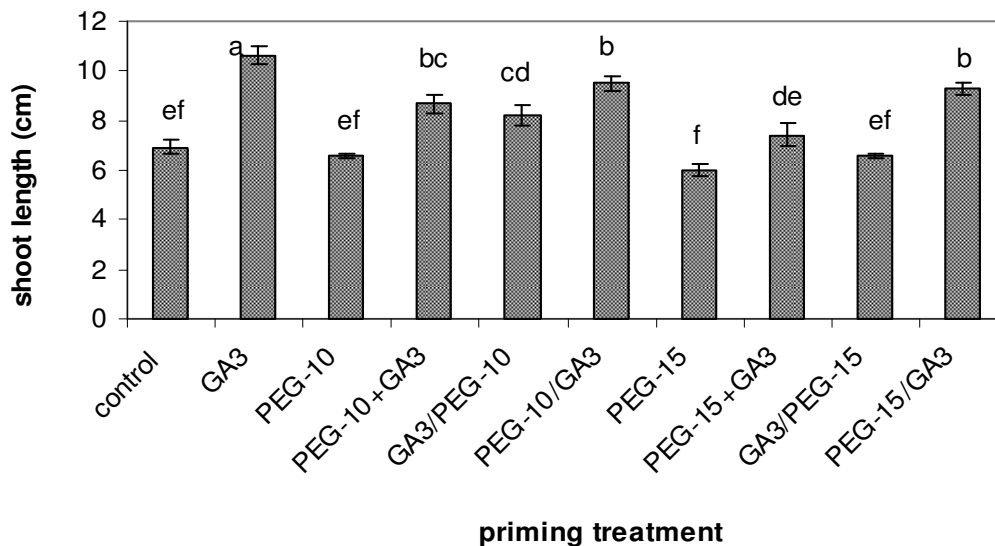 shoot length (cm)
12
10
8
6
4
2
0
ef
a
ef
bc
cd
b
f
de
ef
b
control
GA3
PEG-10
PEG-10+GA3
GA3/PEG-10
PEG-10/GA3
PEG-15
PEG-15+GA3
GA3/PEG-15
PEG-15/GA3
priming treatment